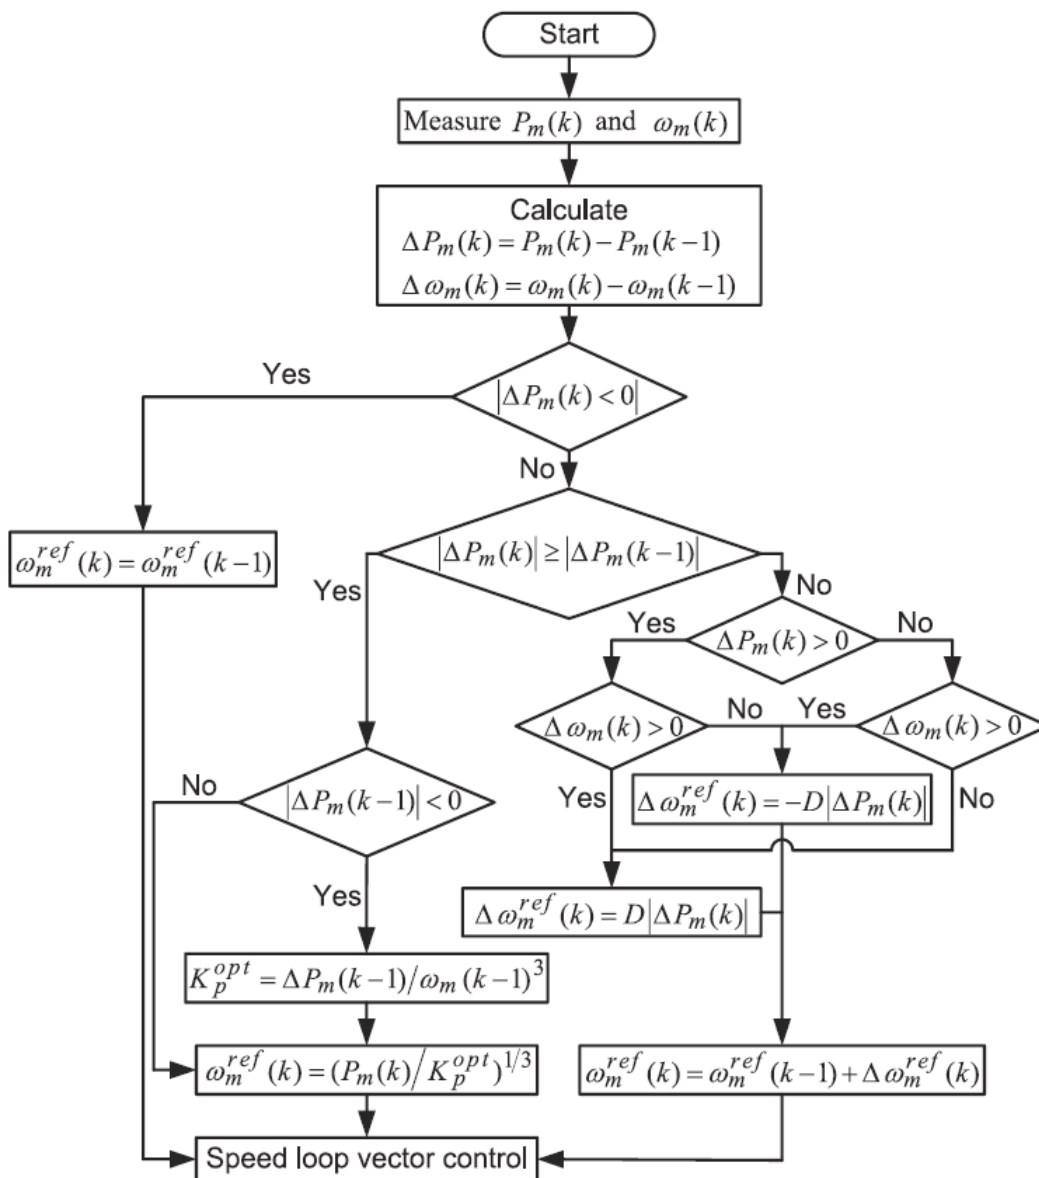 Start
Measure P_m(k) and ω_m(k)
Calculate
ΔP_m(k) = P_m(k) − P_m(k−1)
Δω_m(k) = ω_m(k) − ω_m(k−1)
Yes
|ΔP_m(k) < 0|
No
ω_m^{ref}(k) = ω_m^{ref}(k−1)
|ΔP_m(k)| ≥ |ΔP_m(k−1)|
Yes
No
Yes
ΔP_m(k) > 0
No
Δω_m(k) > 0
No
Yes
Δω_m(k) > 0
No
|ΔP_m(k−1)| < 0
Yes
Δω_m^{ref}(k) = −D|ΔP_m(k)|
No
Yes
Δω_m^{ref}(k) = D|ΔP_m(k)|
K_p^{opt} = ΔP_m(k−1)/ω_m(k−1)^3
ω_m^{ref}(k) = (P_m(k)/K_p^{opt})^{1/3}
ω_m^{ref}(k) = ω_m^{ref}(k−1) + Δω_m^{ref}(k)
Speed loop vector control